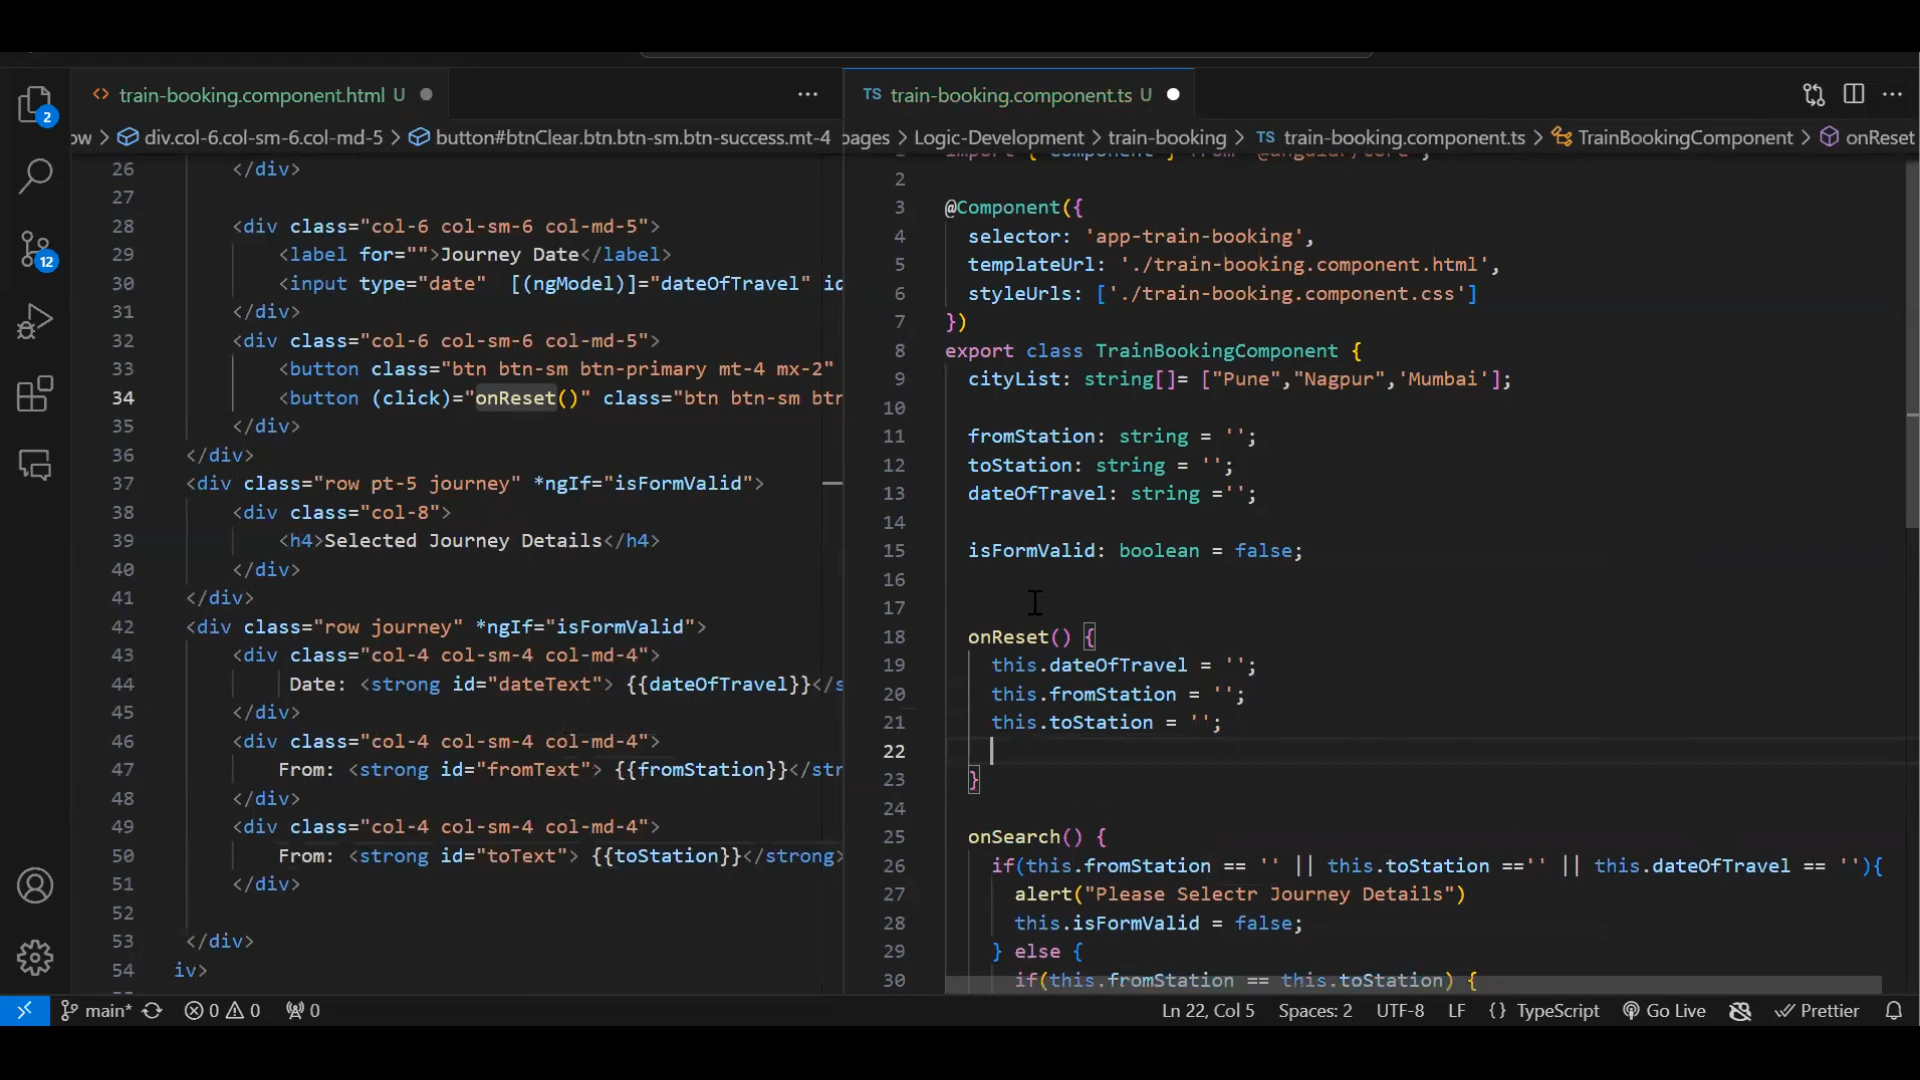 train-booking.component.html U
TS train-booking.component.ts U
2
ow > div.col-6.col-sm-6.col-md-5 > button#btnClear.btn.btn-sm.btn-success.mt-4
pages > Logic-Development > train-booking > TS train-booking.component.ts > TrainBookingComponent > onReset
12
26 </div>
27
28 <div class="col-6 col-sm-6 col-md-5">
29 <label for="">Journey Date</label>
30 <input type="date"  [(ngModel)]="dateOfTravel" id
31 </div>
32 <div class="col-6 col-sm-6 col-md-5">
33 <button class="btn btn-sm btn-primary mt-4 mx-2"
34 <button (click)="onReset()" class="btn btn-sm btn
35 </div>
36 </div>
37 <div class="row pt-5 journey" *ngIf="isFormValid">
38 <div class="col-8">
39 <h4>Selected Journey Details</h4>
40 </div>
41 </div>
42 <div class="row journey" *ngIf="isFormValid">
43 <div class="col-4 col-sm-4 col-md-4">
44 Date: <strong id="dateText"> {{dateOfTravel}}</s
45 </div>
46 <div class="col-4 col-sm-4 col-md-4">
47 From: <strong id="fromText"> {{fromStation}}</str
48 </div>
49 <div class="col-4 col-sm-4 col-md-4">
50 From: <strong id="toText"> {{toStation}}</strong>
51 </div>
52
53 </div>
54 iv>
import { Component } from '@angular/core';
2
3 @Component({
4 selector: 'app-train-booking',
5 templateUrl: './train-booking.component.html',
6 styleUrls: ['./train-booking.component.css']
7 })
8 export class TrainBookingComponent {
9 cityList: string[]= ["Pune","Nagpur",'Mumbai'];
10
11 fromStation: string = '';
12 toStation: string = '';
13 dateOfTravel: string ='';
14
15 isFormValid: boolean = false;
16
17
18 onReset() {
19 this.dateOfTravel = '';
20 this.fromStation = '';
21 this.toStation = '';
22
23 }
24
25 onSearch() {
26 if(this.fromStation == '' || this.toStation =='' || this.dateOfTravel == ''){
27 alert("Please Selectr Journey Details")
28 this.isFormValid = false;
29 } else {
30 if(this.fromStation == this.toStation) {
main* 0 0 0 Ln 22, Col 5 Spaces: 2 UTF-8 LF {} TypeScript Go Live Prettier